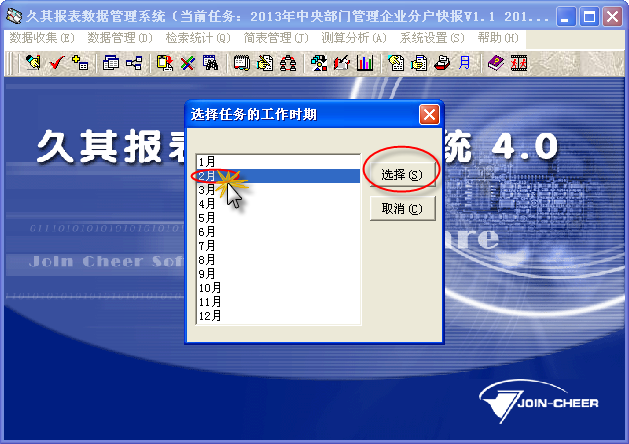 久其报表数据管理系统（当前任务：2013年中央部门管理企业分户快报V1.1 201...
数据收集(E) 数据管理(D) 检索统计(Q) 简表管理(T) 测算分析(A) 系统设置(S) 帮助(H)
月
选择任务的工作时期
久其报表
统 4.0
1月
2月
3月
4月
5月
6月
7月
8月
9月
10月
11月
12月
选择(S)
取消(C)
Join Cheer Sof
are
JOIN-CHEER